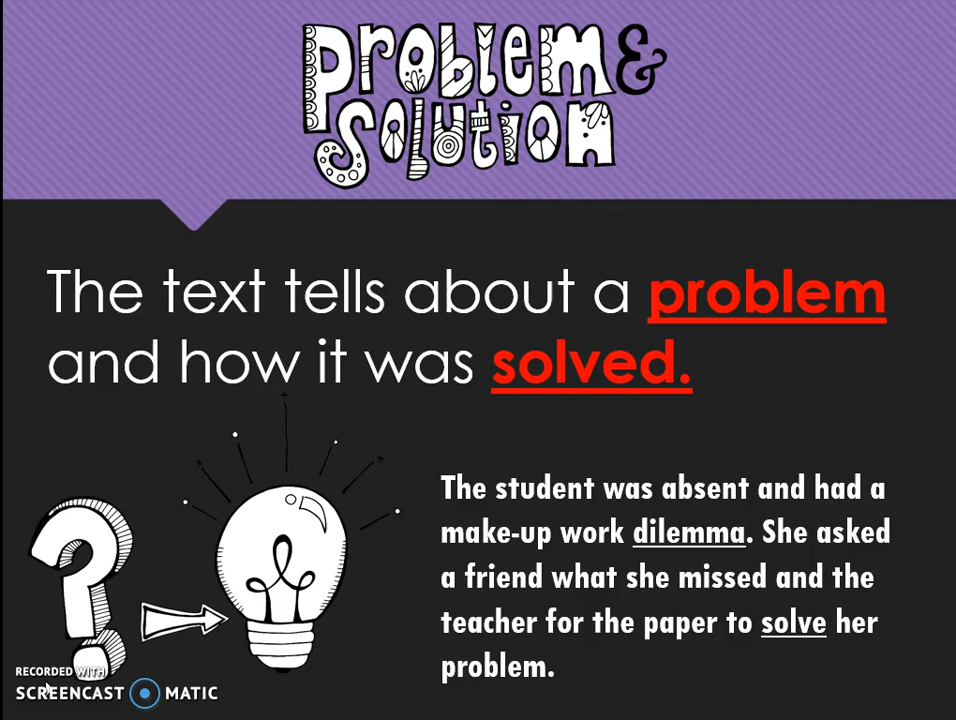 Problem &
Solution
The text tells about a problem
and how it was solved.
The student was absent and had a
make-up work dilemma. She asked
a friend what she missed and the
teacher for the paper to solve her
problem.
?
RECORDED WITH
SCREENCAST MATIC